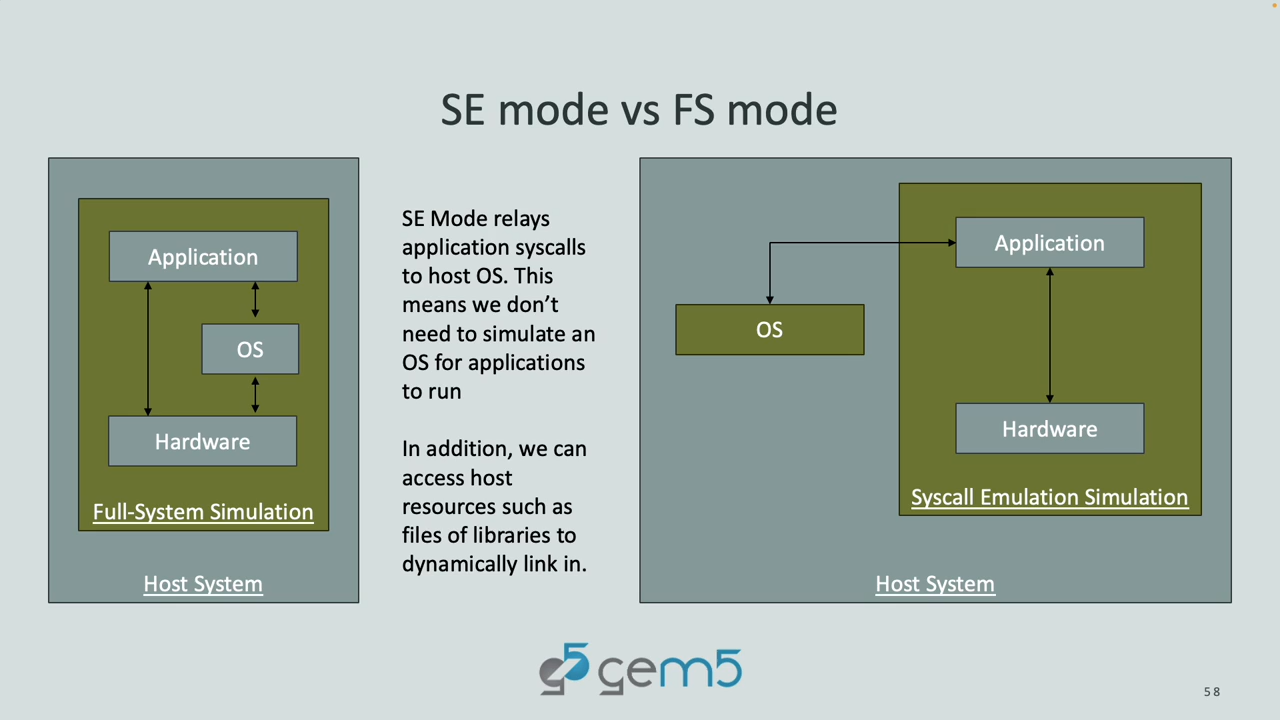 SE mode vs FS mode
Application
OS
Hardware
Full-System Simulation
Host System
SE Mode relays
application syscalls
to host OS. This
means we don’t
need to simulate an
OS for applications
to run
In addition, we can
access host
resources such as
files of libraries to
dynamically link in.
Application
OS
Hardware
Syscall Emulation Simulation
Host System
g5 gem5
58